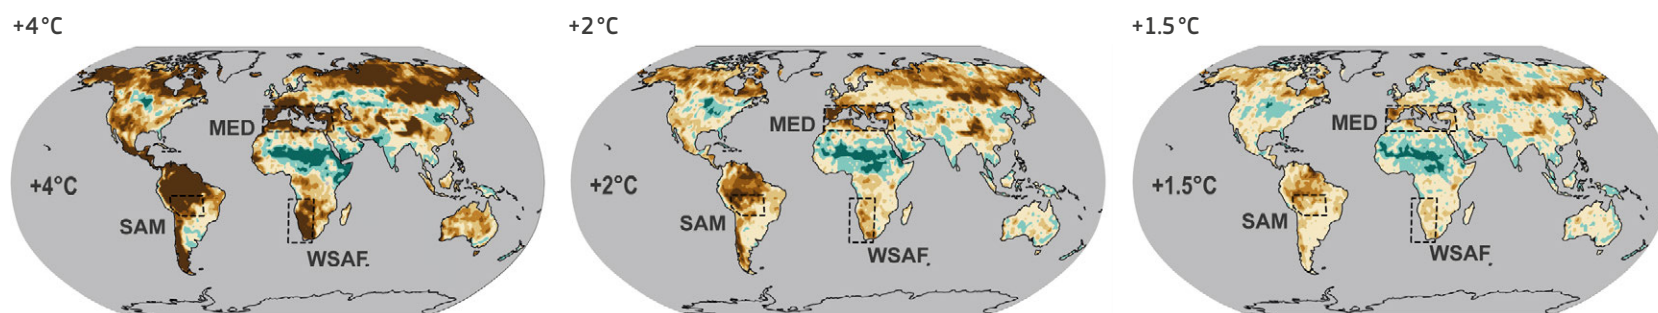 +4°C
+2°C
+1.5°C
MED
+4°C
SAM
WSAF.
MED
+2°C
SAM
WSAF.
MED
+1.5°C
SAM
WSAF.